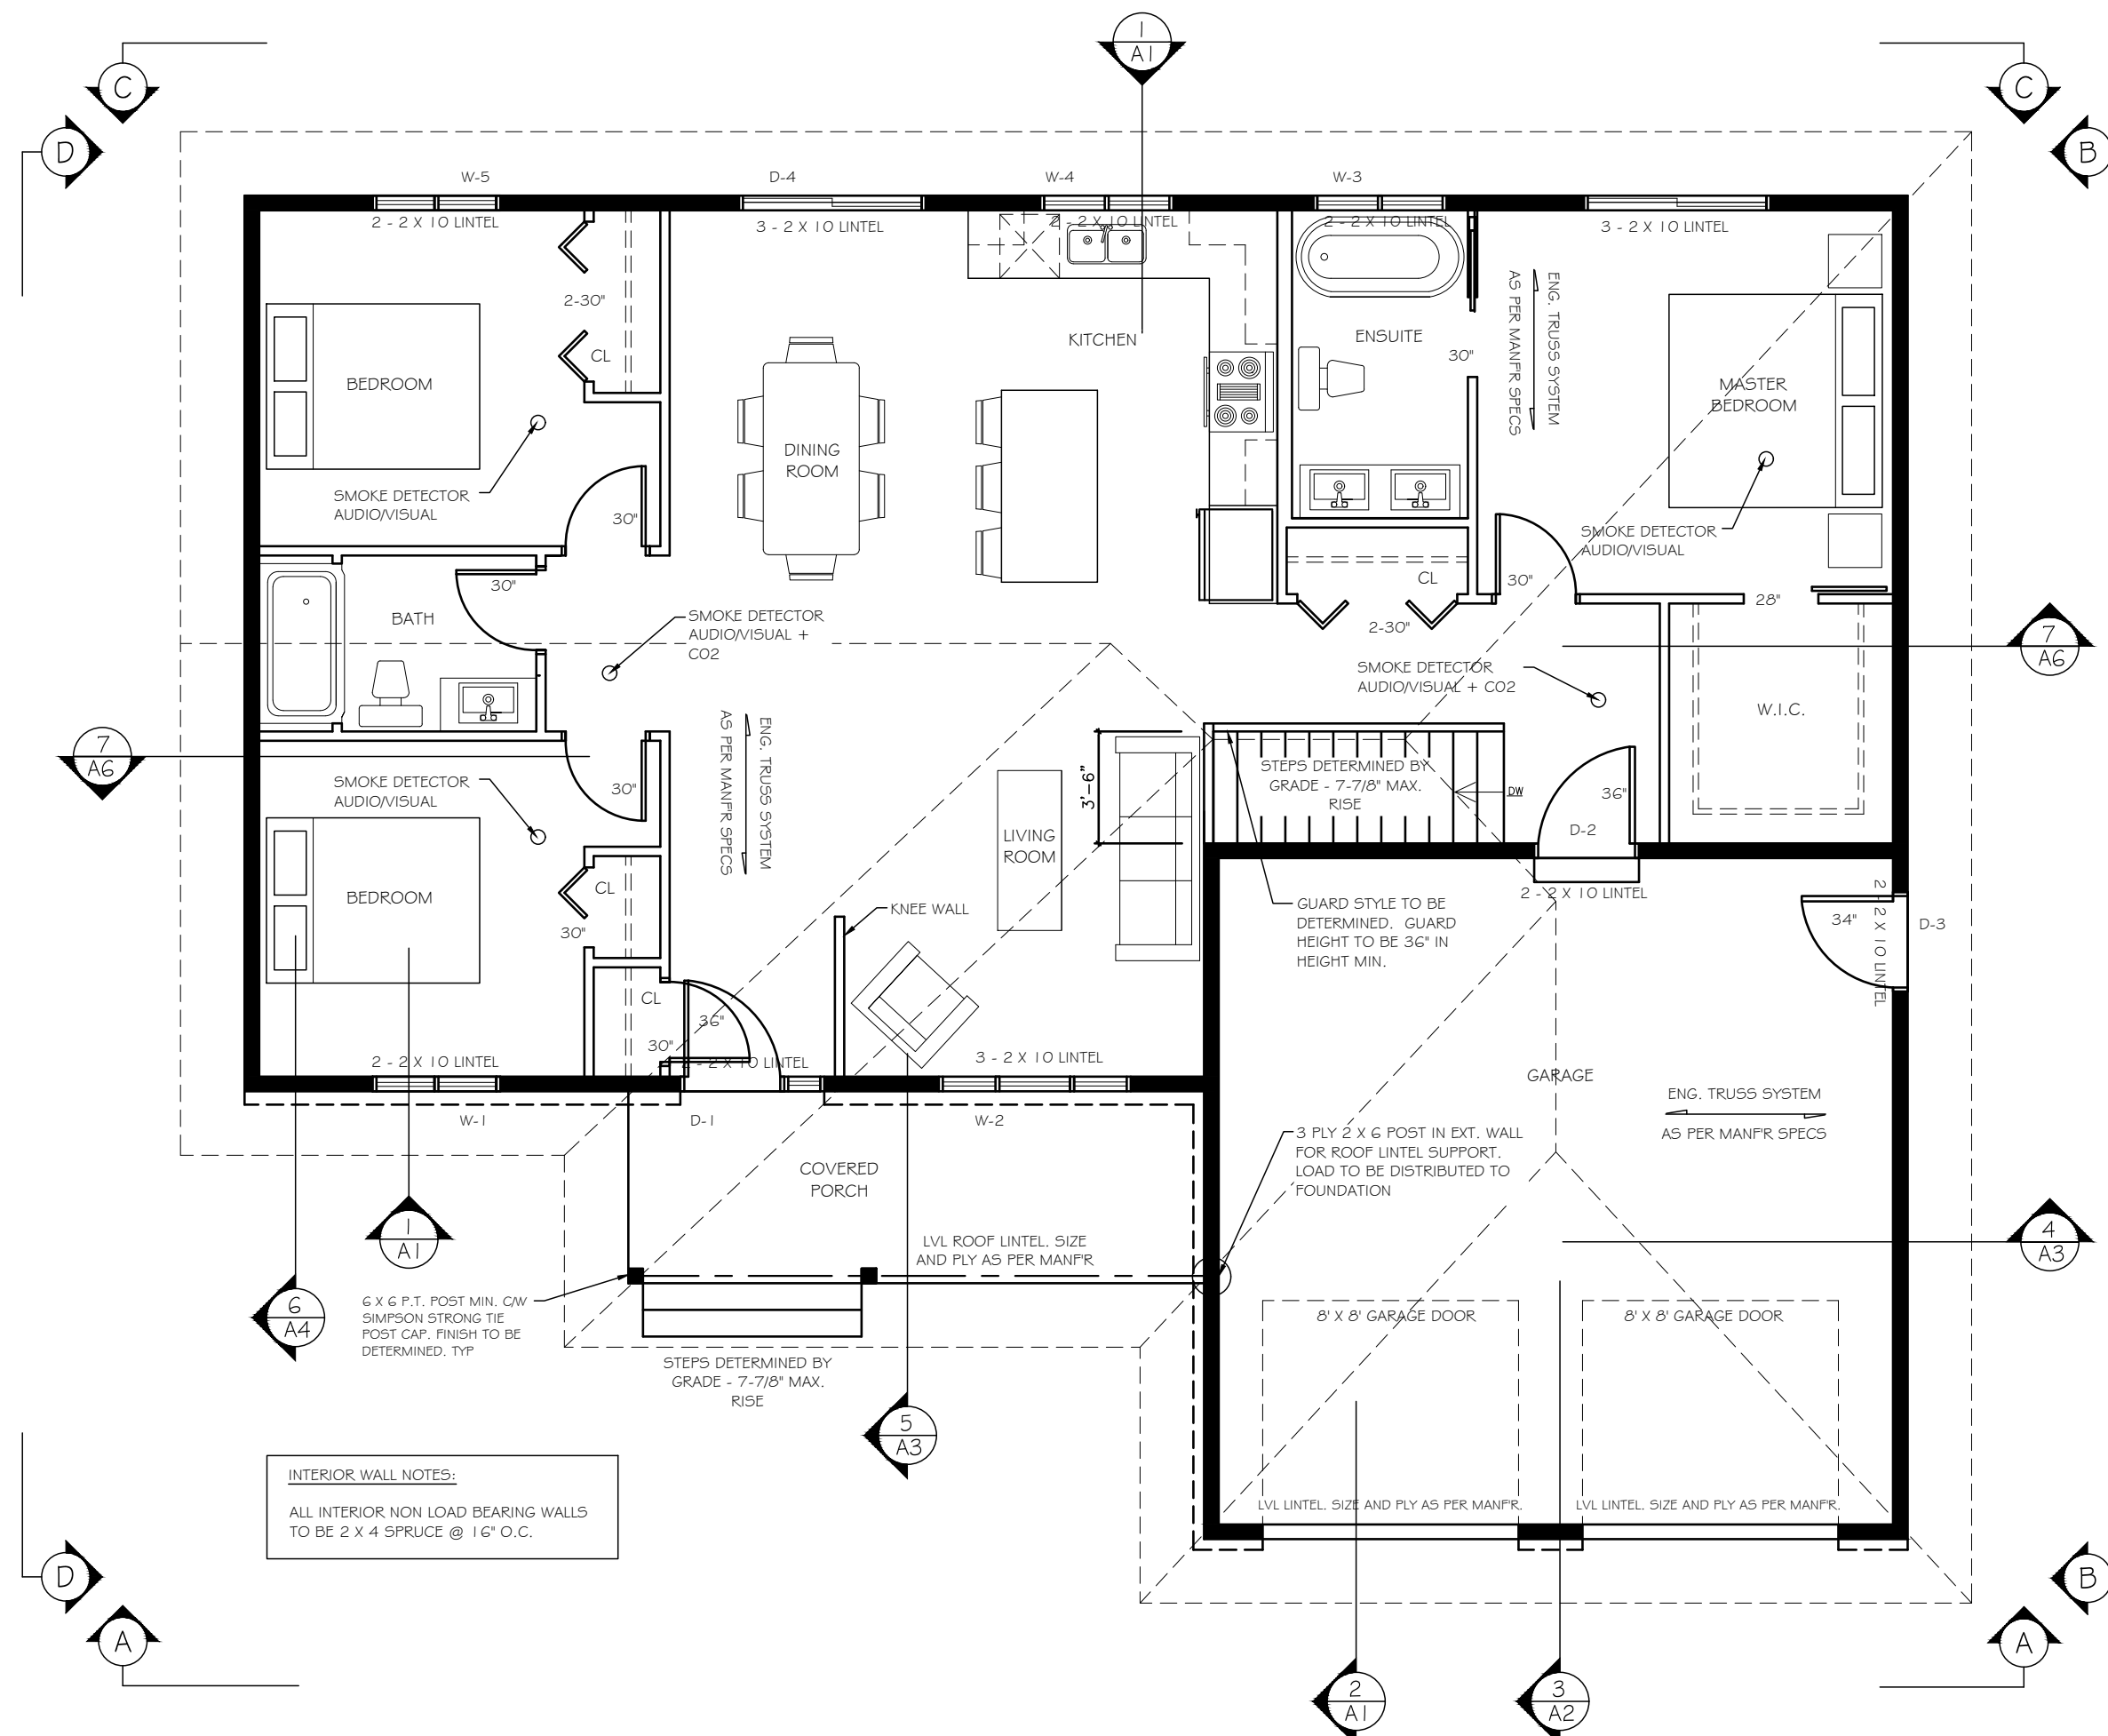 1
A1
C
C
D
B
W-5
D-4
W-4
W-3
2 - 2 X 10 LINTEL
3 - 2 X 10 LINTEL
2 - 2 X 10 LINTEL
2 - 2 X 10 LINTEL
3 - 2 X 10 LINTEL
2-30"
CL
KITCHEN
ENSUITE
30"
ENG. TRUSS SYSTEM
AS PER MANF'R SPECS
BEDROOM
MASTER
BEDROOM
DINING
ROOM
SMOKE DETECTOR
AUDIO/VISUAL
30"
SMOKE DETECTOR
AUDIO/VISUAL
30"
CL
30"
28"
BATH
SMOKE DETECTOR
AUDIO/VISUAL +
CO2
2-30"
7
A6
SMOKE DETECTOR
AUDIO/VISUAL + CO2
W.I.C.
7
A6
ENG. TRUSS SYSTEM
AS PER MANF'R SPECS
SMOKE DETECTOR
AUDIO/VISUAL
30"
3'-6"
STEPS DETERMINED BY
GRADE - 7-7/8" MAX.
RISE
DW
36"
D-2
LIVING
ROOM
BEDROOM
CL
30"
KNEE WALL
GUARD STYLE TO BE
DETERMINED. GUARD
HEIGHT TO BE 36" IN
HEIGHT MIN.
2 - 2 X 10 LINTEL
34"
2 - 2 X 10 LINTEL
D-3
CL
36"
30"
2 - 2 X 10 LINTEL
2 - 2 X 10 LINTEL
3 - 2 X 10 LINTEL
GARAGE
ENG. TRUSS SYSTEM
AS PER MANF'R SPECS
W-1
D-1
W-2
3 PLY 2 X 6 POST IN EXT. WALL
FOR ROOF LINTEL SUPPORT.
LOAD TO BE DISTRIBUTED TO
FOUNDATION
COVERED
PORCH
1
A1
LVL ROOF LINTEL. SIZE
AND PLY AS PER MANF'R
4
A3
6
A4
6 X 6 P.T. POST MIN. C/W
SIMPSON STRONG TIE
POST CAP. FINISH TO BE
DETERMINED. TYP
8' X 8' GARAGE DOOR
8' X 8' GARAGE DOOR
STEPS DETERMINED BY
GRADE - 7-7/8" MAX.
RISE
5
A3
INTERIOR WALL NOTES:
ALL INTERIOR NON LOAD BEARING WALLS
TO BE 2 X 4 SPRUCE @ 16" O.C.
LVL LINTEL. SIZE AND PLY AS PER MANF'R.
LVL LINTEL. SIZE AND PLY AS PER MANF'R.
D
B
A
A
2
A1
3
A2